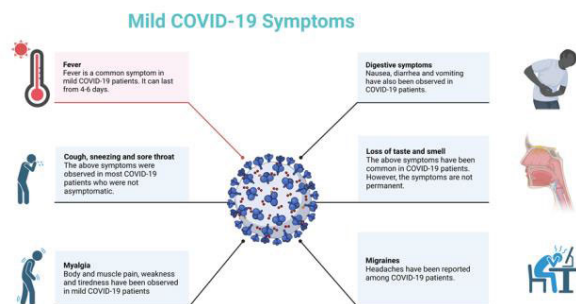 Mild COVID-19 Symptoms
Fever
Fever is a common symptom in
mild COVID-19 patients. It can last
from 4-6 days.
Cough, sneezing and sore throat
The above symptoms were
observed in most COVID-19
patients who were not
asymptomatic.
Myalgia
Body and muscle pain, weakness
and tiredness have been observed
in mild COVID-19 patients
Digestive symptoms
Nausea, diarrhea and vomiting
have also been observed in
COVID-19 patients.
Loss of taste and smell
The above symptoms have been
common in COVID-19 patients.
However, the symptoms are not
permanent.
Migraines
Headaches have been reported
among COVID-19 patients.